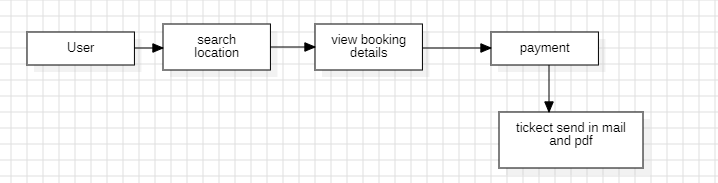 User
search
location
view booking
details
payment
tickect send in mail
and pdf